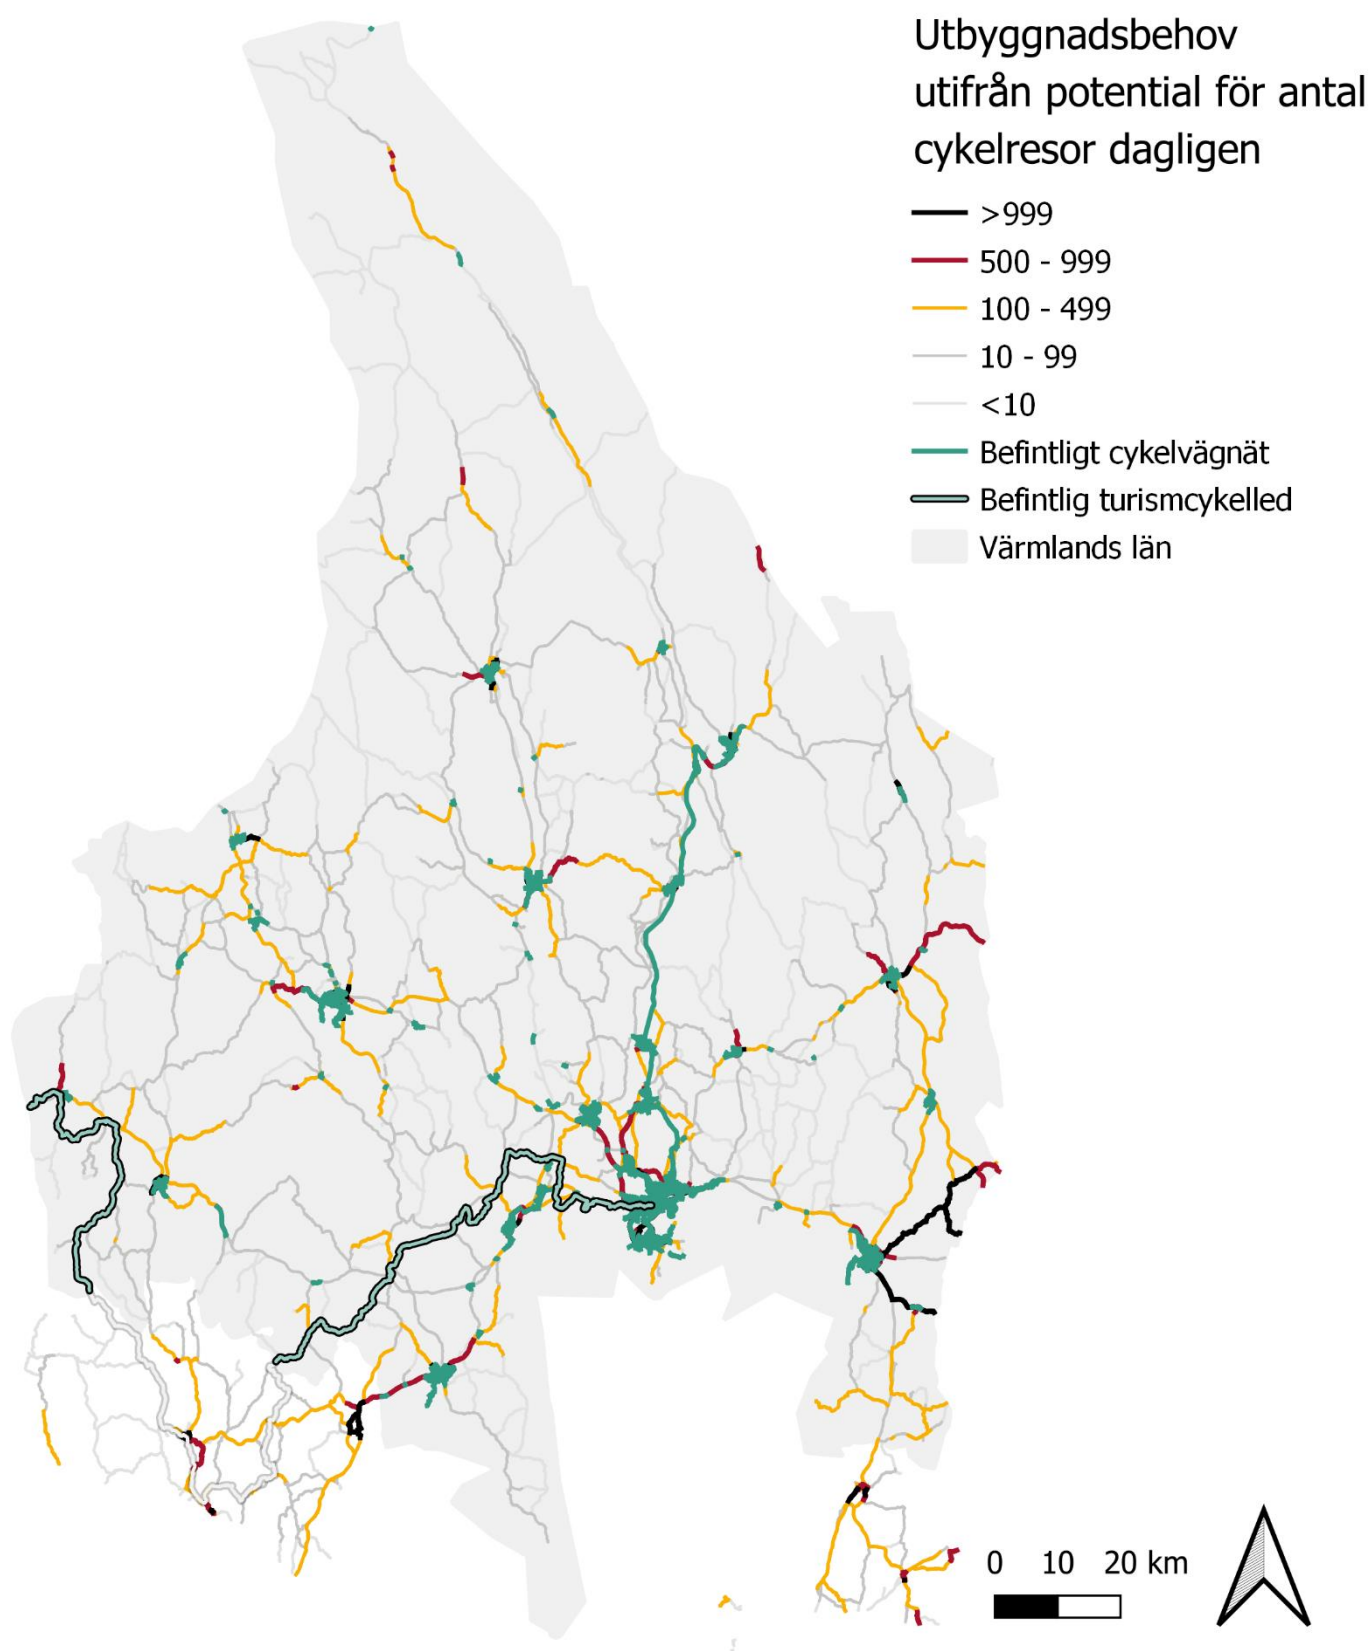 Utbyggnadsbehov
utifrån potential för antal
cykelresor dagligen
>999
500 - 999
100 - 499
10 - 99
<10
Befintligt cykelvägnät
Befintlig turismcykelled
Värmlands län
0 10 20 km